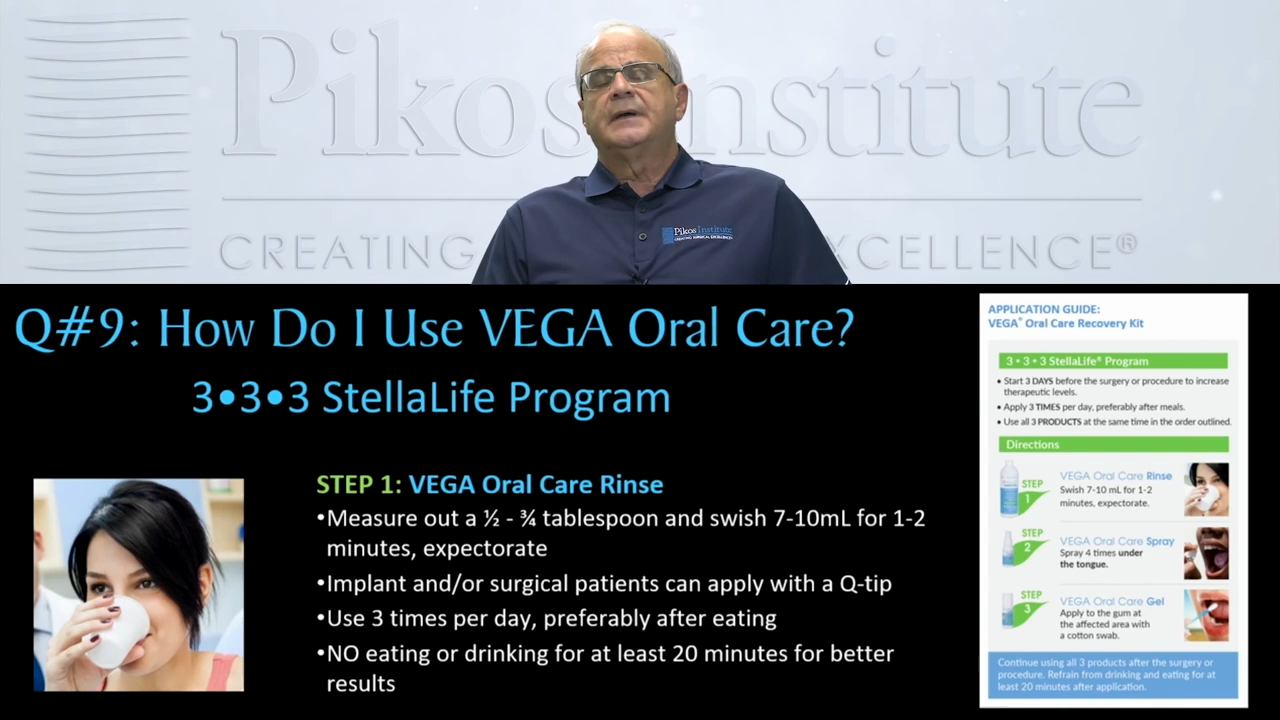 Pikos Institute
CREATING EXCELLENCE®
Pikos Institute
CREATING SURGICAL EXCELLENCE
Q#9: How Do I Use VEGA Oral Care?
3•3•3 StellaLife Program
STEP 1: VEGA Oral Care Rinse
•Measure out a ½ - ¾ tablespoon and swish 7-10mL for 1-2
minutes, expectorate
•Implant and/or surgical patients can apply with a Q-tip
•Use 3 times per day, preferably after eating
•NO eating or drinking for at least 20 minutes for better
results
APPLICATION GUIDE:
VEGA® Oral Care Recovery Kit
3 • 3 • 3 StellaLife® Program
• Start 3 DAYS before the surgery or procedure to increase
therapeutic levels.
• Apply 3 TIMES per day, preferably after meals.
• Use all 3 PRODUCTS at the same time in the order outlined.
Directions
STEP
1
VEGA Oral Care Rinse
Swish 7-10 mL for 1-2
minutes, expectorate.
STEP
2
VEGA Oral Care Spray
Spray 4 times under
the tongue.
STEP
3
VEGA Oral Care Gel
Apply to the gum at
the affected area with
a cotton swab.
Continue using all 3 products after the surgery or
procedure. Refrain from drinking and eating for at
least 20 minutes after application.